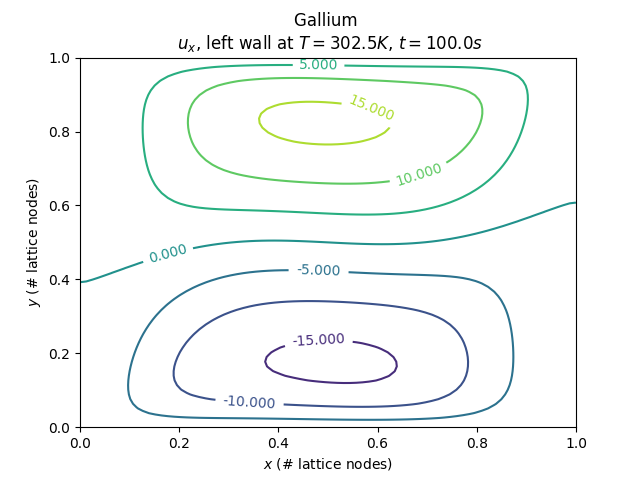 Gallium
$u_x$, left wall at $T = 302.5K$, $t = 100.0s$
1.0
0.8
0.6
0.4
0.2
0.0
y (# lattice nodes)
5.000
15.000
10.000
0.000
-5.000
-15.000
-10.000
0.0 0.2 0.4 0.6 0.8 1.0
x (# lattice nodes)